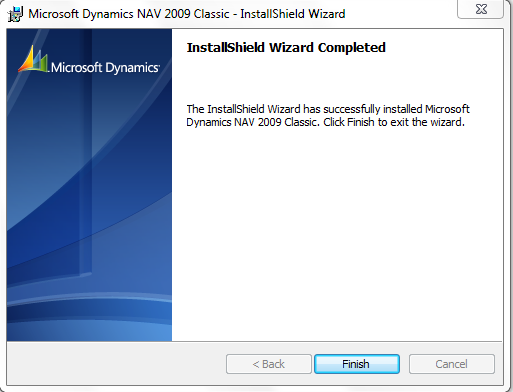 Microsoft Dynamics NAV 2009 Classic - InstallShield Wizard
Microsoft Dynamics
InstallShield Wizard Completed
The InstallShield Wizard has successfully installed Microsoft
Dynamics NAV 2009 Classic. Click Finish to exit the wizard.
< Back
Finish
Cancel